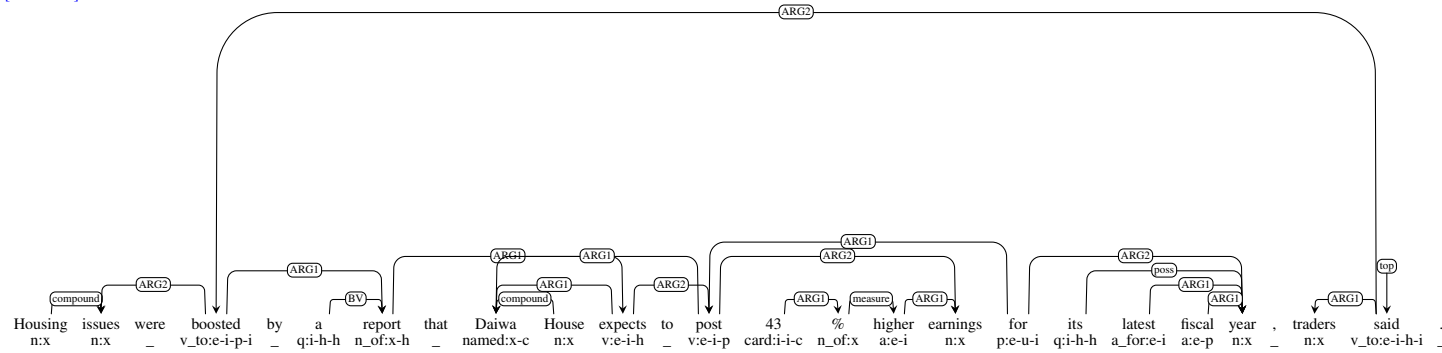 ARG2
ARG1
ARG1 ARG1 ARG2 ARG2
ARG1 poss top
ARG2 ARG1 ARG2 ARG1
compound BV compound ARG1 measure ARG1 ARG1 ARG1
Housing issues were boosted by a report that Daiwa House expects to post 43 % higher earnings for its latest fiscal year , traders said .
n:x n:x _ v_to:e-i-p-i _ q:i-h-h n_of:x-h _ named:x-c n:x v:e-i-h _ v:e-i-p card:i-i-c n_of:x a:e-i n:x p:e-u-i q:i-h-h a_for:e-i a:e-p n:x _ n:x v_to:e-i-h-i _